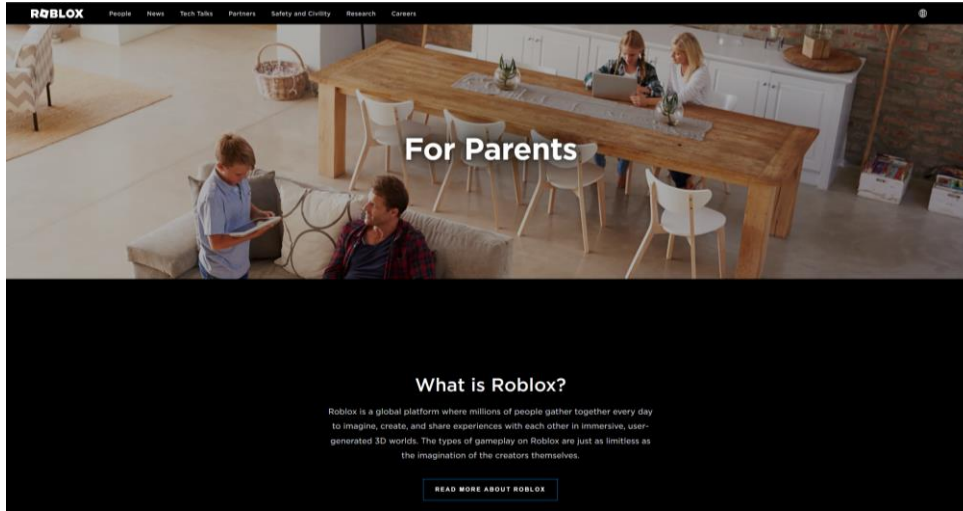 ROBLOX People News Tech Talks Partners Safety and Civility Research Careers
For Parents
What is Roblox?
Roblox is a global platform where millions of people gather together every day
to imagine, create, and share experiences with each other in immersive, user-
generated 3D worlds. The types of gameplay on Roblox are just as limitless as
the imagination of the creators themselves.
READ MORE ABOUT ROBLOX